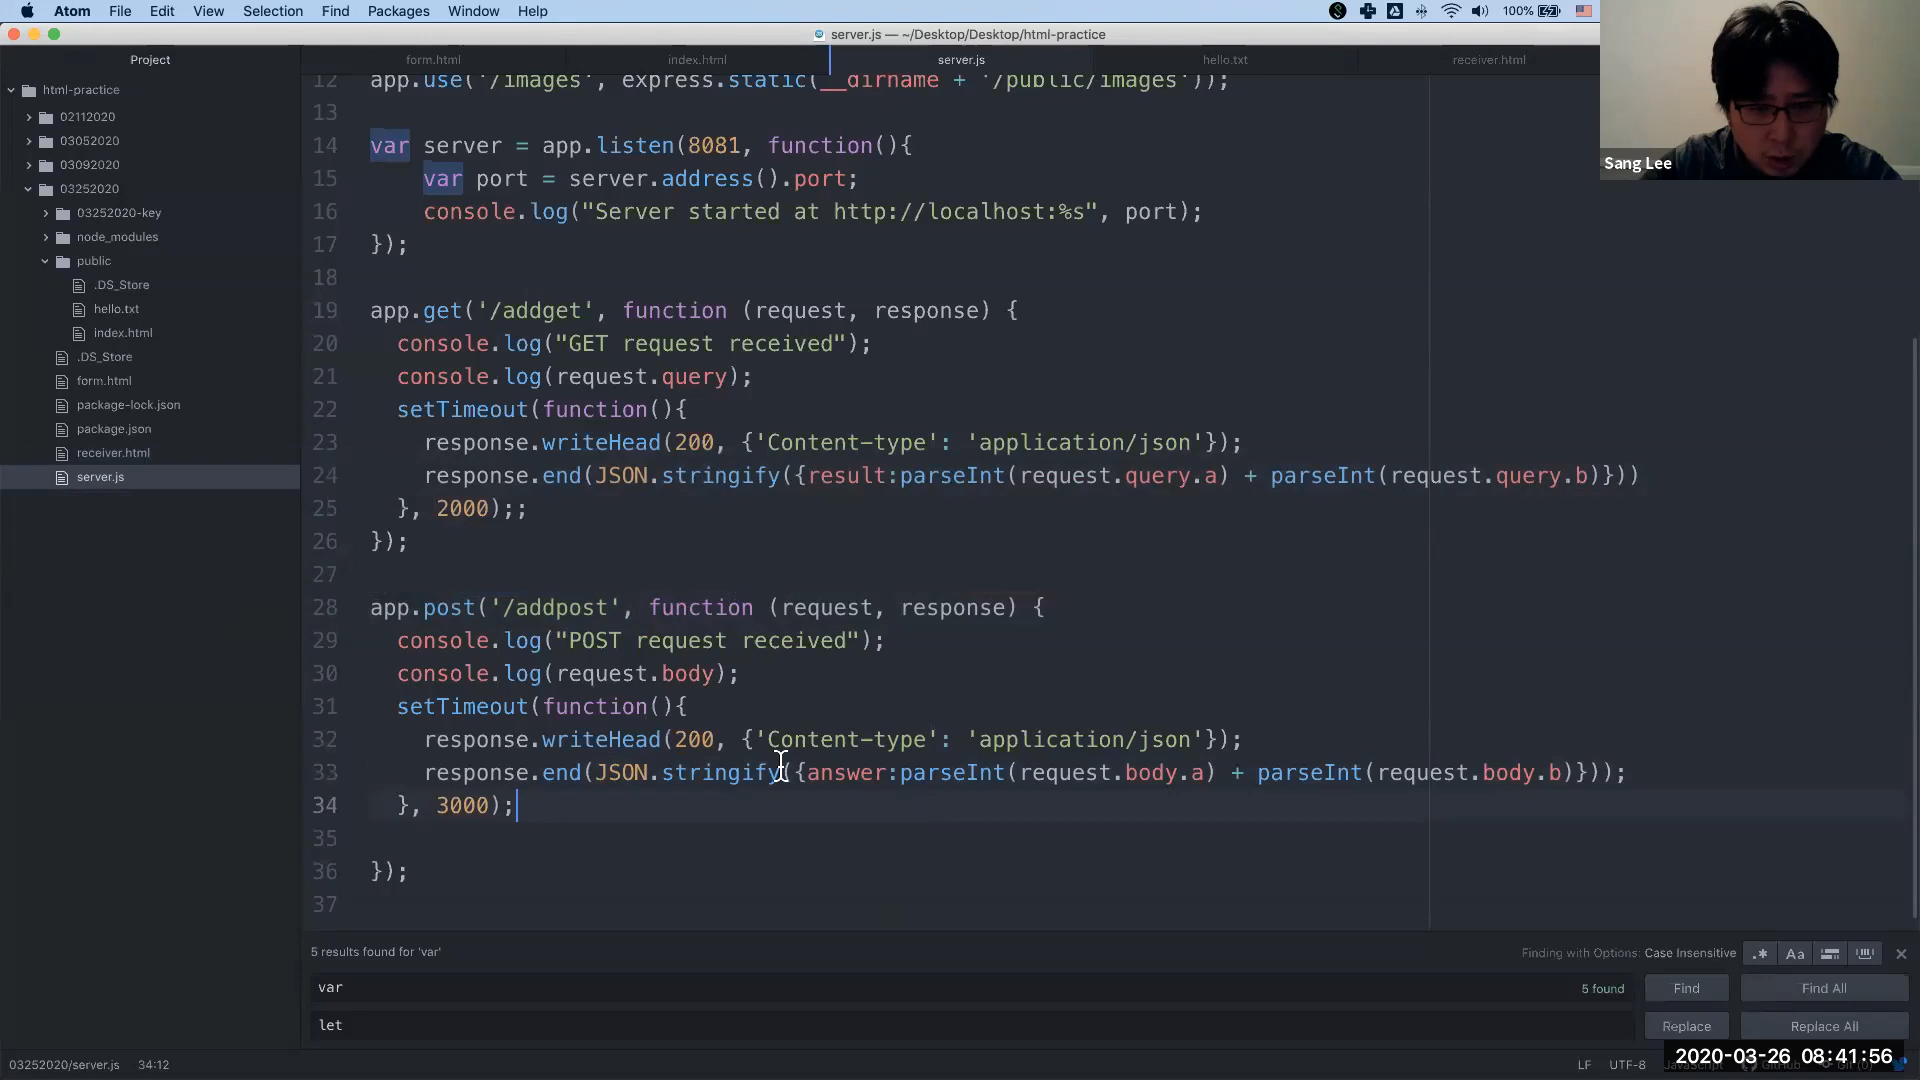 Atom File Edit View Selection Find Packages Window Help 100%
server.js — ~/Desktop/Desktop/html-practice
Project
form.html index.html server.js hello.txt receiver.html
html-practice
02112020
03052020
03092020
03252020
03252020-key
node_modules
public
.DS_Store
hello.txt
index.html
.DS_Store
form.html
package-lock.json
package.json
receiver.html
server.js
12 app.use('/images', express.static(__dirname + '/public/images'));
13
14 var server = app.listen(8081, function(){
15 var port = server.address().port;
16 console.log("Server started at http://localhost:%s", port);
17 });
18
19 app.get('/addget', function (request, response) {
20 console.log("GET request received");
21 console.log(request.query);
22 setTimeout(function(){
23 response.writeHead(200, {'Content-type': 'application/json'});
24 response.end(JSON.stringify({result:parseInt(request.query.a) + parseInt(request.query.b)}))
25 }, 2000);;
26 });
27
28 app.post('/addpost', function (request, response) {
29 console.log("POST request received");
30 console.log(request.body);
31 setTimeout(function(){
32 response.writeHead(200, {'Content-type': 'application/json'});
33 response.end(JSON.stringify({answer:parseInt(request.body.a) + parseInt(request.body.b)}));
34 }, 3000);
35
36 });
37
Sang Lee
5 results found for 'var'
Finding with Options: Case Insensitive .* Aa
var 5 found Find Find All
let Replace Replace All
03252020/server.js 34:12 LF UTF-8
2020-03-26 08:41:56